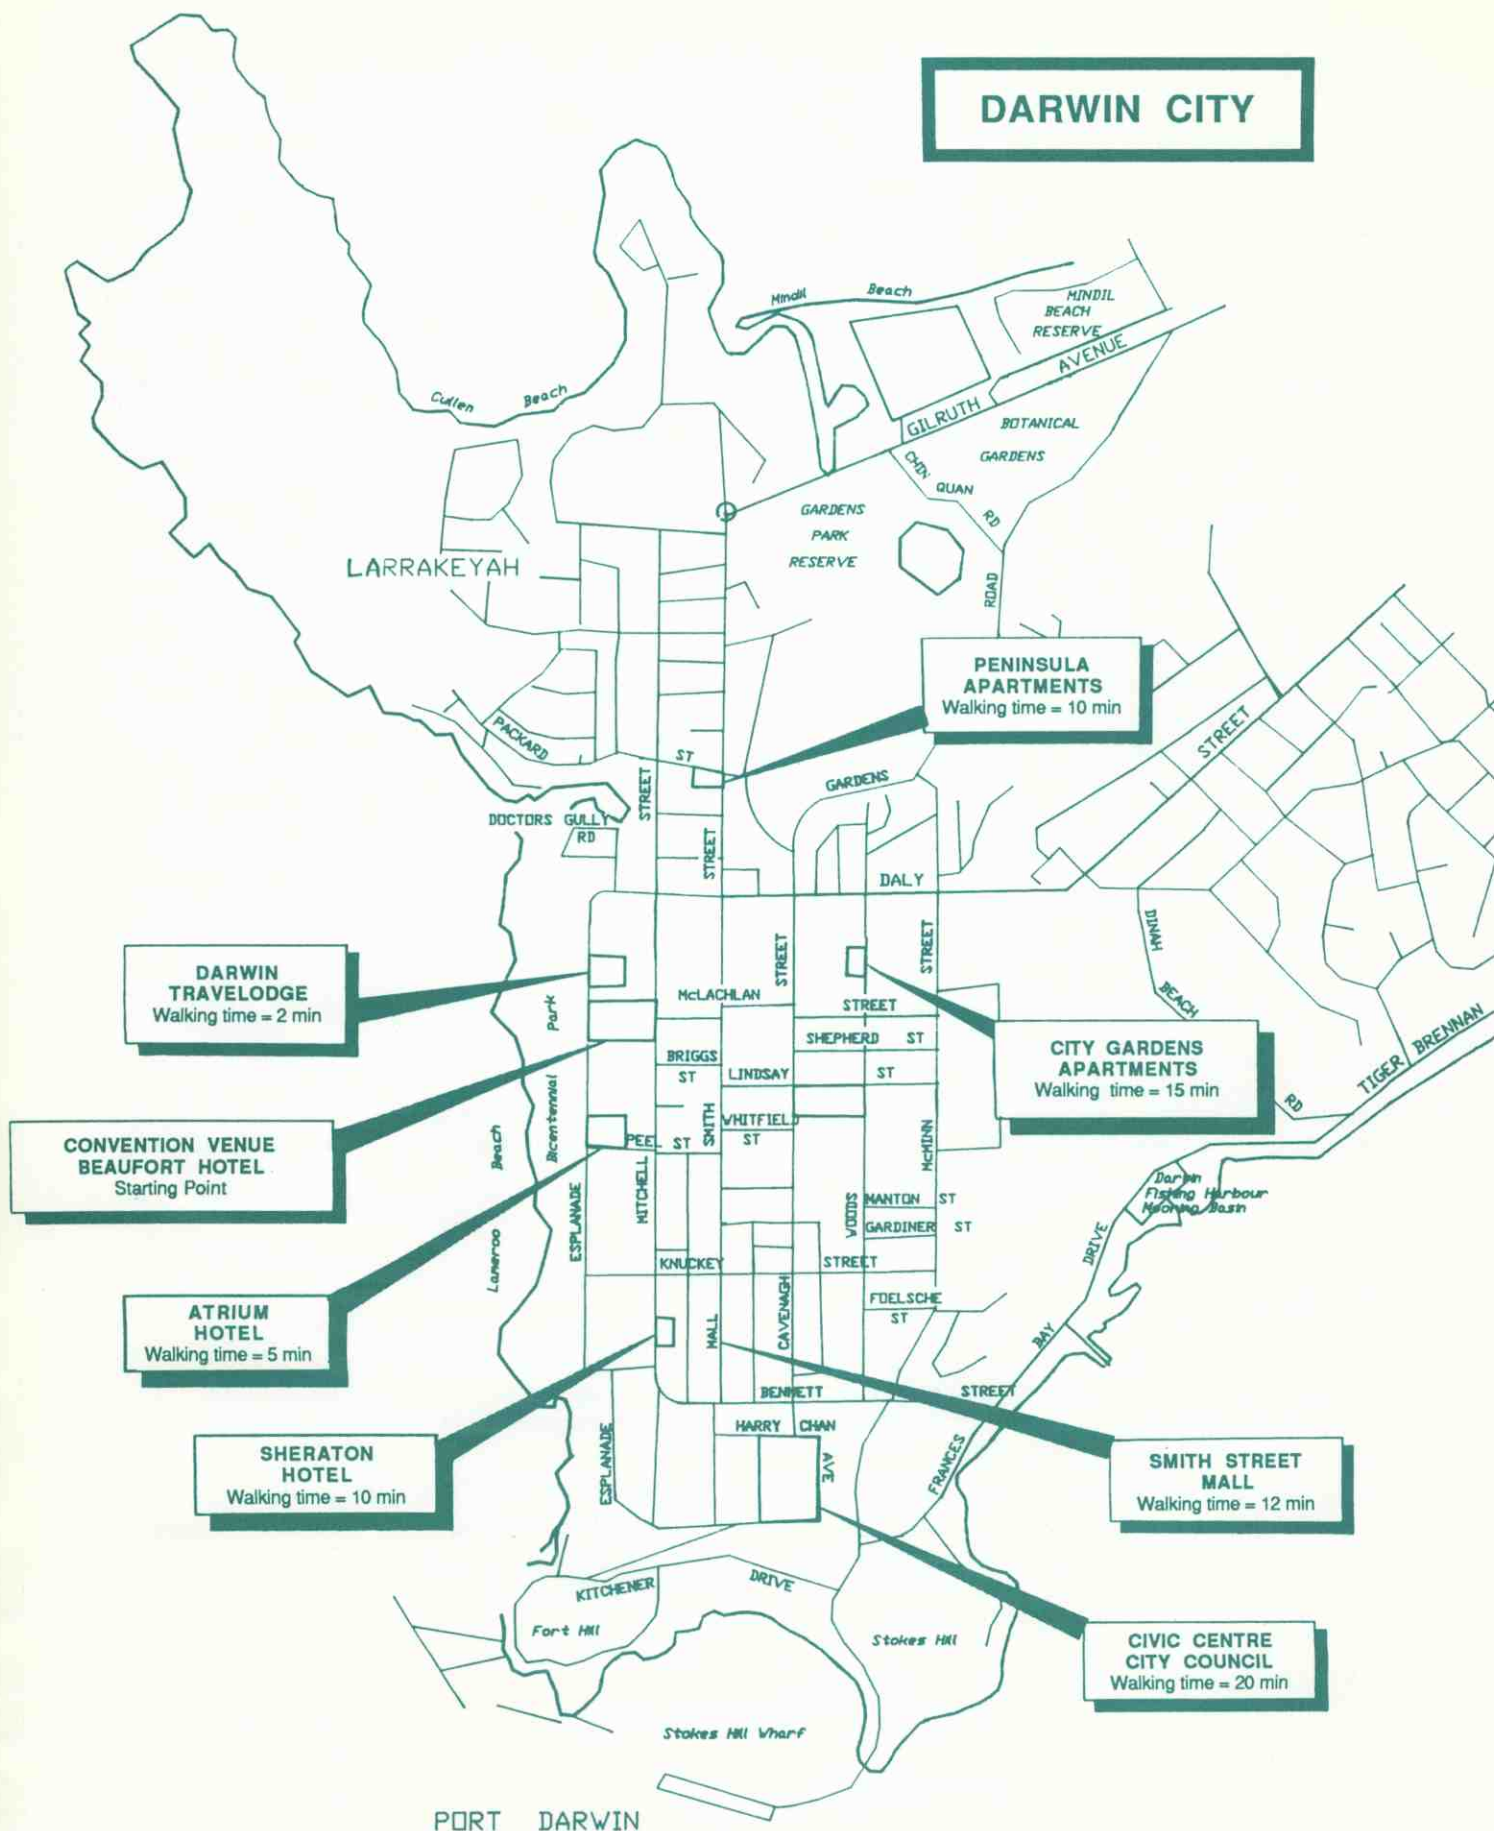 DARWIN CITY
Mindil Beach
MINDIL
BEACH
RESERVE
AVENUE
GILRUTH
Cullen Beach
BOTANICAL
GARDENS
CHIN
QUAN
RD
GARDENS
PARK
RESERVE
LARRAKEYAH
ROAD
PENINSULA
APARTMENTS
Walking time = 10 min
PACKARD
ST
STREET
STREET
GARDENS
STREET
DOCTORS GULLY
RD
DALY
STREET
STREET
DINAH
BEACH
RD
DARWIN
TRAVELODGE
Walking time = 2 min
Park
Bicentennial
McLACHLAN
STREET
SHEPHERD ST
BRIGGS
ST
LINDSAY
ST
CITY GARDENS
APARTMENTS
Walking time = 15 min
TIGER BRENNAN
CONVENTION VENUE
BEAUFORT HOTEL
Starting Point
Beach
Lameroo
PEEL ST
SMITH
WHITFIELD
ST
McMINN
MITCHELL
ESPLANADE
WOODS
MANTON ST
GARDINER ST
Darwin
Fishing Harbour
Mooring Basin
DRIVE
KNUCKEY
STREET
ATRIUM
HOTEL
Walking time = 5 min
MALL
CAVENAGH
FOELSCHE
ST
BAY
BENNETT
STREET
SHERATON
HOTEL
Walking time = 10 min
ESPLANADE
HARRY CHAN
AVE
FRANCES
SMITH STREET
MALL
Walking time = 12 min
KITCHENER
DRIVE
Fort Hill
Stokes Hill
CIVIC CENTRE
CITY COUNCIL
Walking time = 20 min
Stokes Hill Wharf
PORT DARWIN